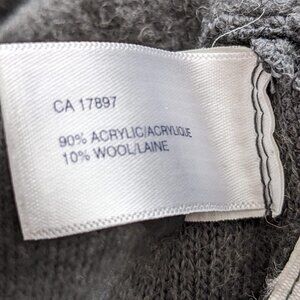 CA 17897
90% ACRYLIC/ACRYLIQUE
10% WOOL/LAINE